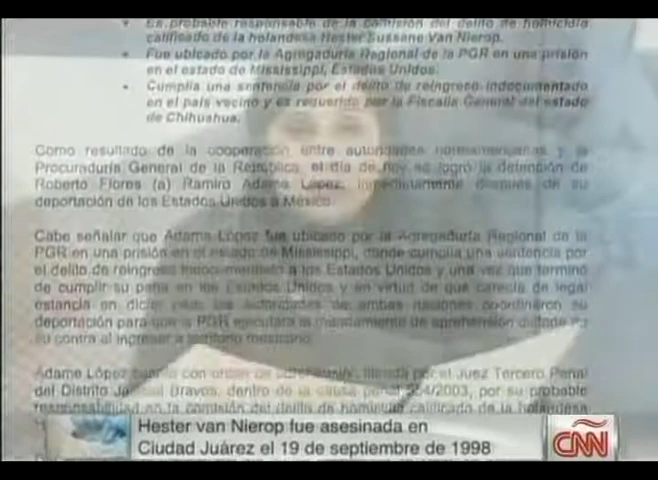 Es probable responsable de la comisión del delito de homicidio
calificado de la holandesa Hester Sussane Van Nierop.
Fue ubicado por la Agregaduría Regional de la PGR en una prisión
en el estado de Mississippi, Estados Unidos.
Cumplía una sentencia por el delito de reingreso indocumentado
en el país vecino y es requerido por la Fiscalía General del estado
de Chihuahua.
Como resultado de la cooperación entre autoridades norteamericanas y la
Procuraduría General de la República, el día de hoy se logró la detención de
Roberto Flores (a) Ramiro Adame López, inmediatamente después de su
deportación de los Estados Unidos a México.
Cabe señalar que Adame López fue ubicado por la Agregaduría Regional de la
PGR en una prisión en el estado de Mississippi, donde cumplía una sentencia por
el delito de reingreso indocumentado a los Estados Unidos y una vez que terminó
de cumplir su pena en los Estados Unidos y en virtud de que carecía de legal
estancia en dicho país, las autoridades de ambas naciones coordinaron su
deportación para que la PGR ejecutara el mandamiento de aprehensión
su contra al ingresar a territorio mexicano.
Adame López con orden de por el Juez Tercero Penal
del Distrito Bravos, dentro de la causa penal /2003, por su probable
responsabilidad en la comisión del delito de homicidio calificado de la holandesa
Hester van Nierop fue asesinada en
Ciudad Juárez el 19 de septiembre de 1998
CNN